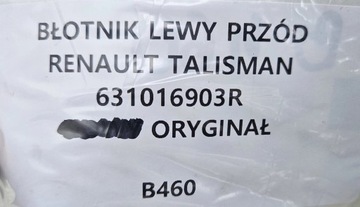 BŁOTNIK LEWY PRZÓD
RENAULT TALISMAN
631016903R
ORYGINAŁ
B460